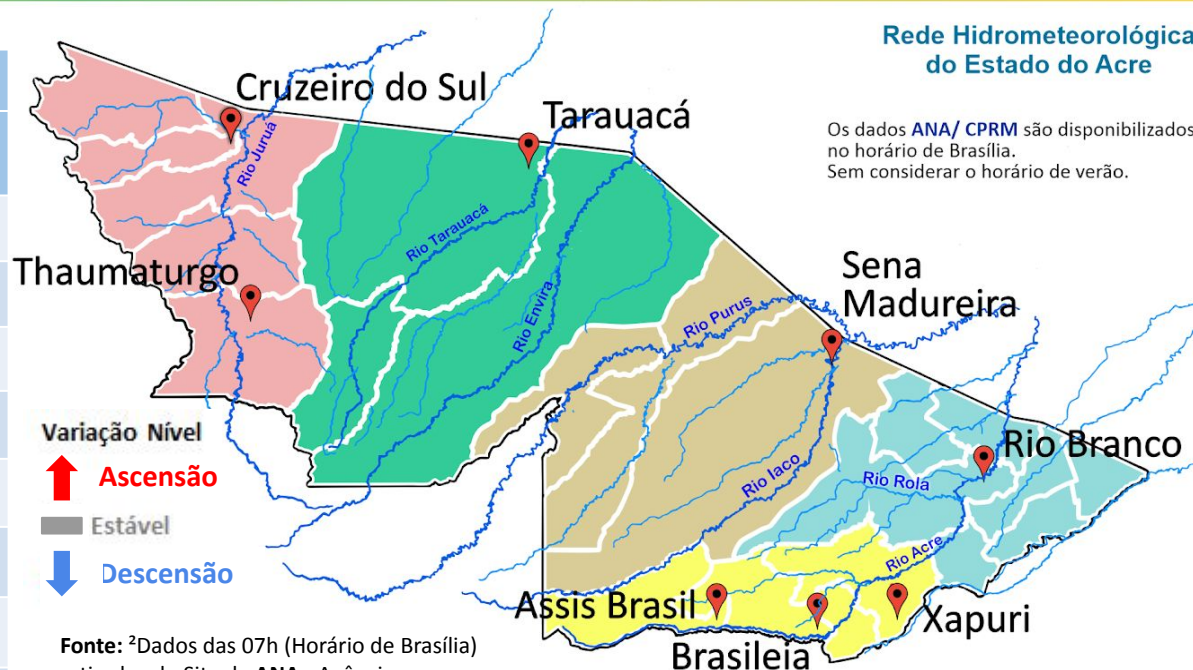 Rede Hidrometeorológica
do Estado do Acre
Os dados ANA/ CPRM são disponibilizados
no horário de Brasília.
Sem considerar o horário de verão.
Cruzeiro do Sul
Tarauacá
Rio Juruá
Rio Tarauacá
Thaumaturgo
Sena
Madureira
Rio Envira
Rio Purus
Variação Nível
Ascensão
Estável
Descensão
Rio Branco
Rio Iaco
Rio Rola
Rio Acre
Assis Brasil
Xapuri
Brasileia
Fonte: ²Dados das 07h (Horário de Brasília)